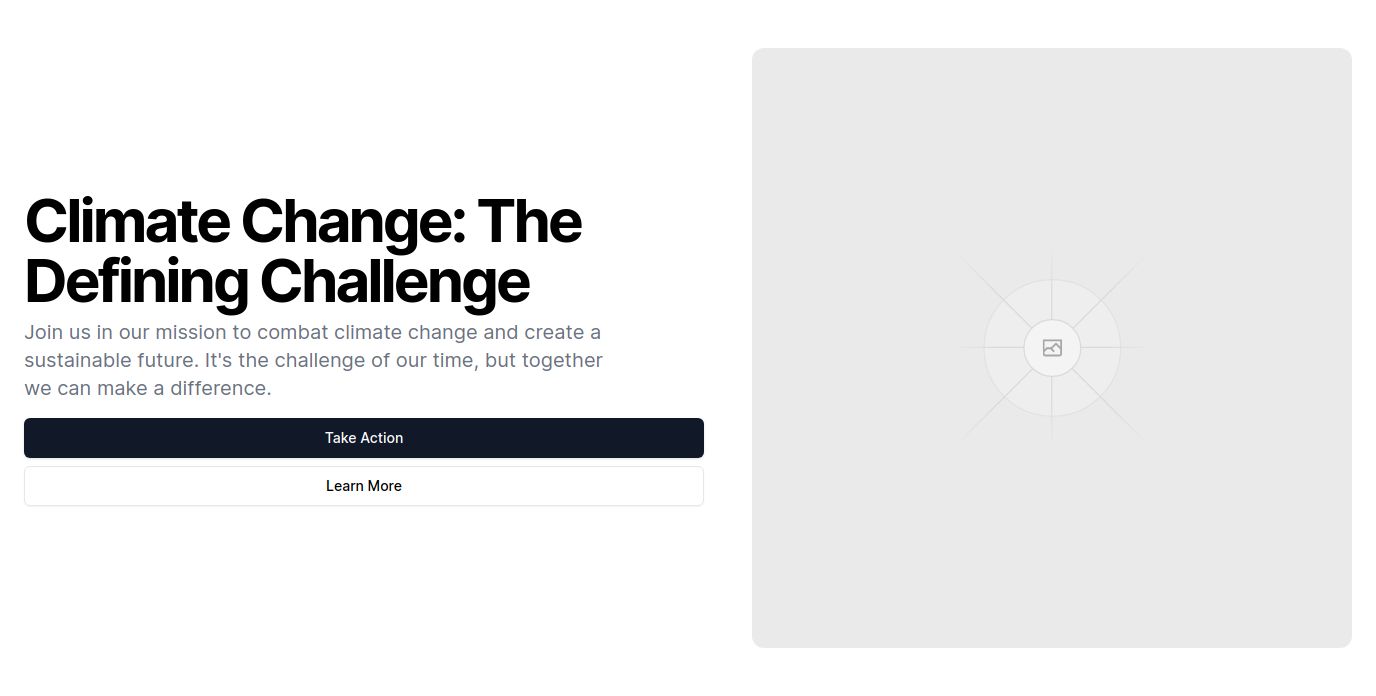 Climate Change: The
Defining Challenge
Join us in our mission to combat climate change and create a
sustainable future. It's the challenge of our time, but together
we can make a difference.
Take Action
Learn More